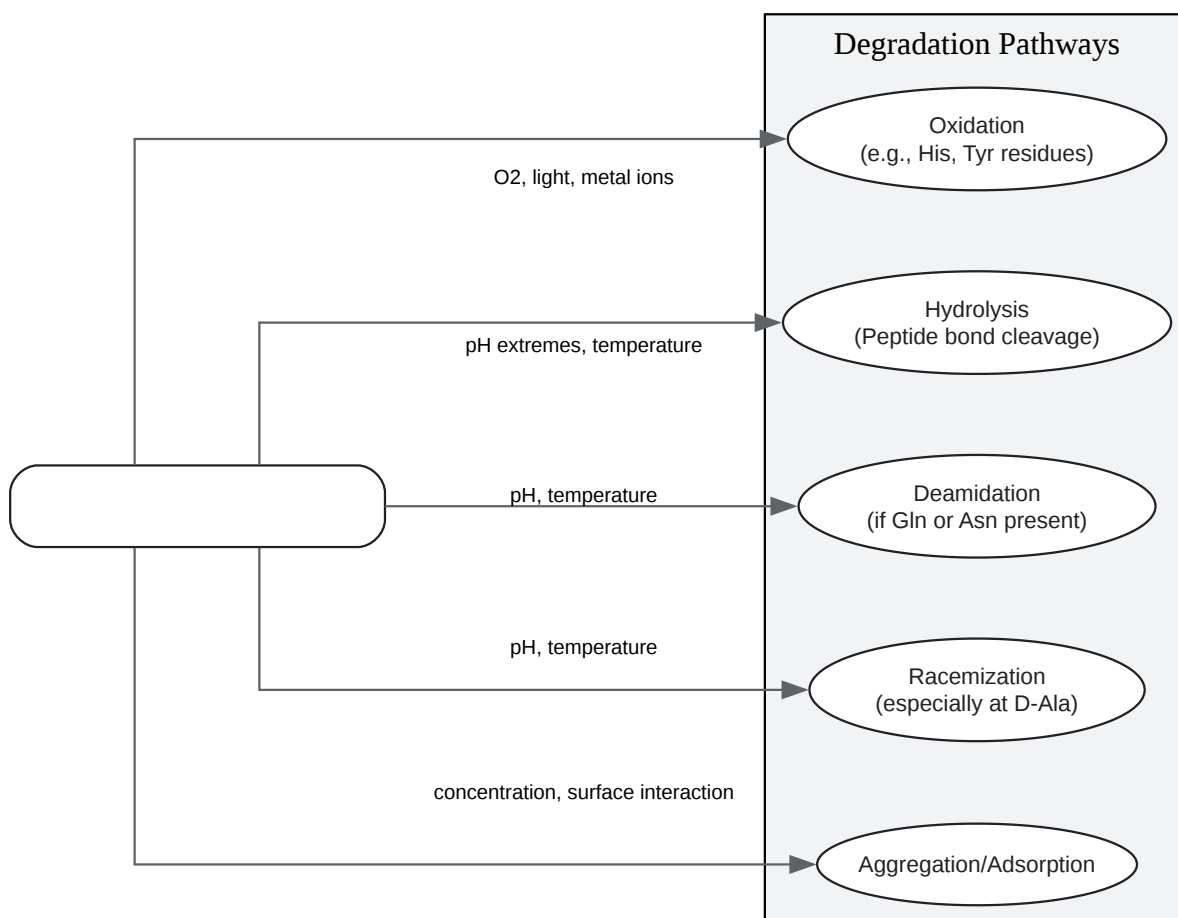 Degradation Pathways
Oxidation
(e.g., His, Tyr residues)
O2, light, metal ions
Hydrolysis
(Peptide bond cleavage)
pH extremes, temperature
Deamidation
(if Gln or Asn present)
pH, temperature
Racemization
(especially at D-Ala)
pH, temperature
concentration, surface interaction
Aggregation/Adsorption